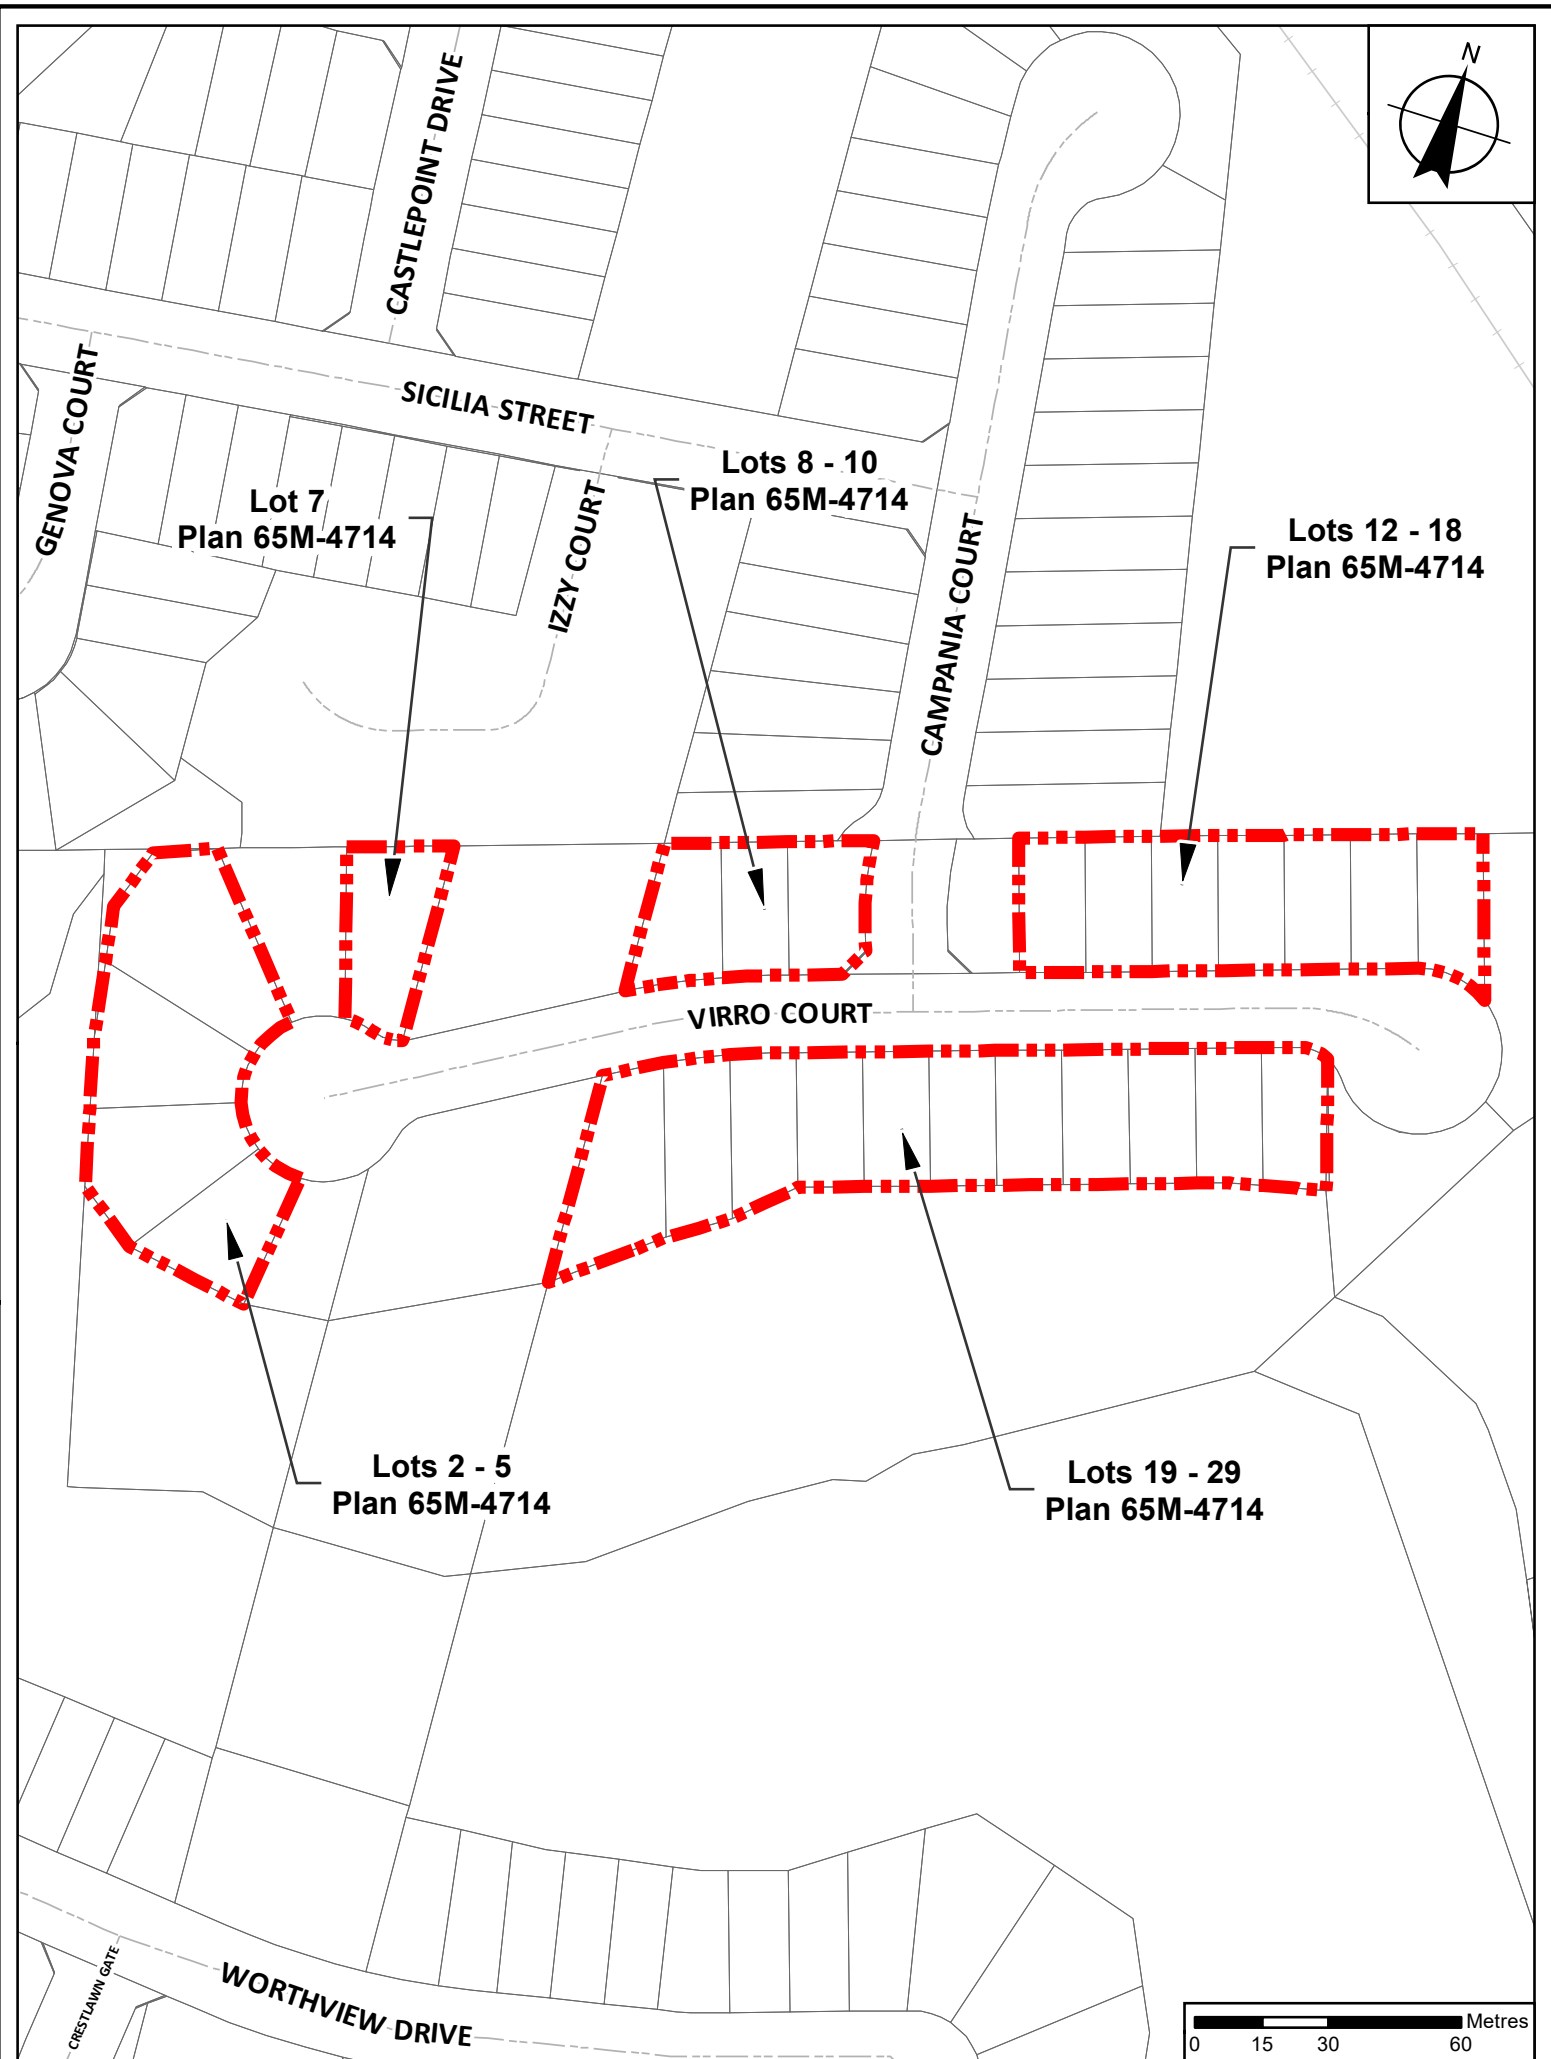 N
CASTLEPOINT DRIVE
SICILIA STREET
GENOVA COURT
Lots 8 - 10
Plan 65M-4714
Lot 7
Plan 65M-4714
IZZY COURT
CAMPANIA COURT
Lots 12 - 18
Plan 65M-4714
VIRRO COURT
Lots 2 - 5
Plan 65M-4714
Lots 19 - 29
Plan 65M-4714
CRESTLAWN GATE
WORTHVIEW DRIVE
Metres
0 15 30 60